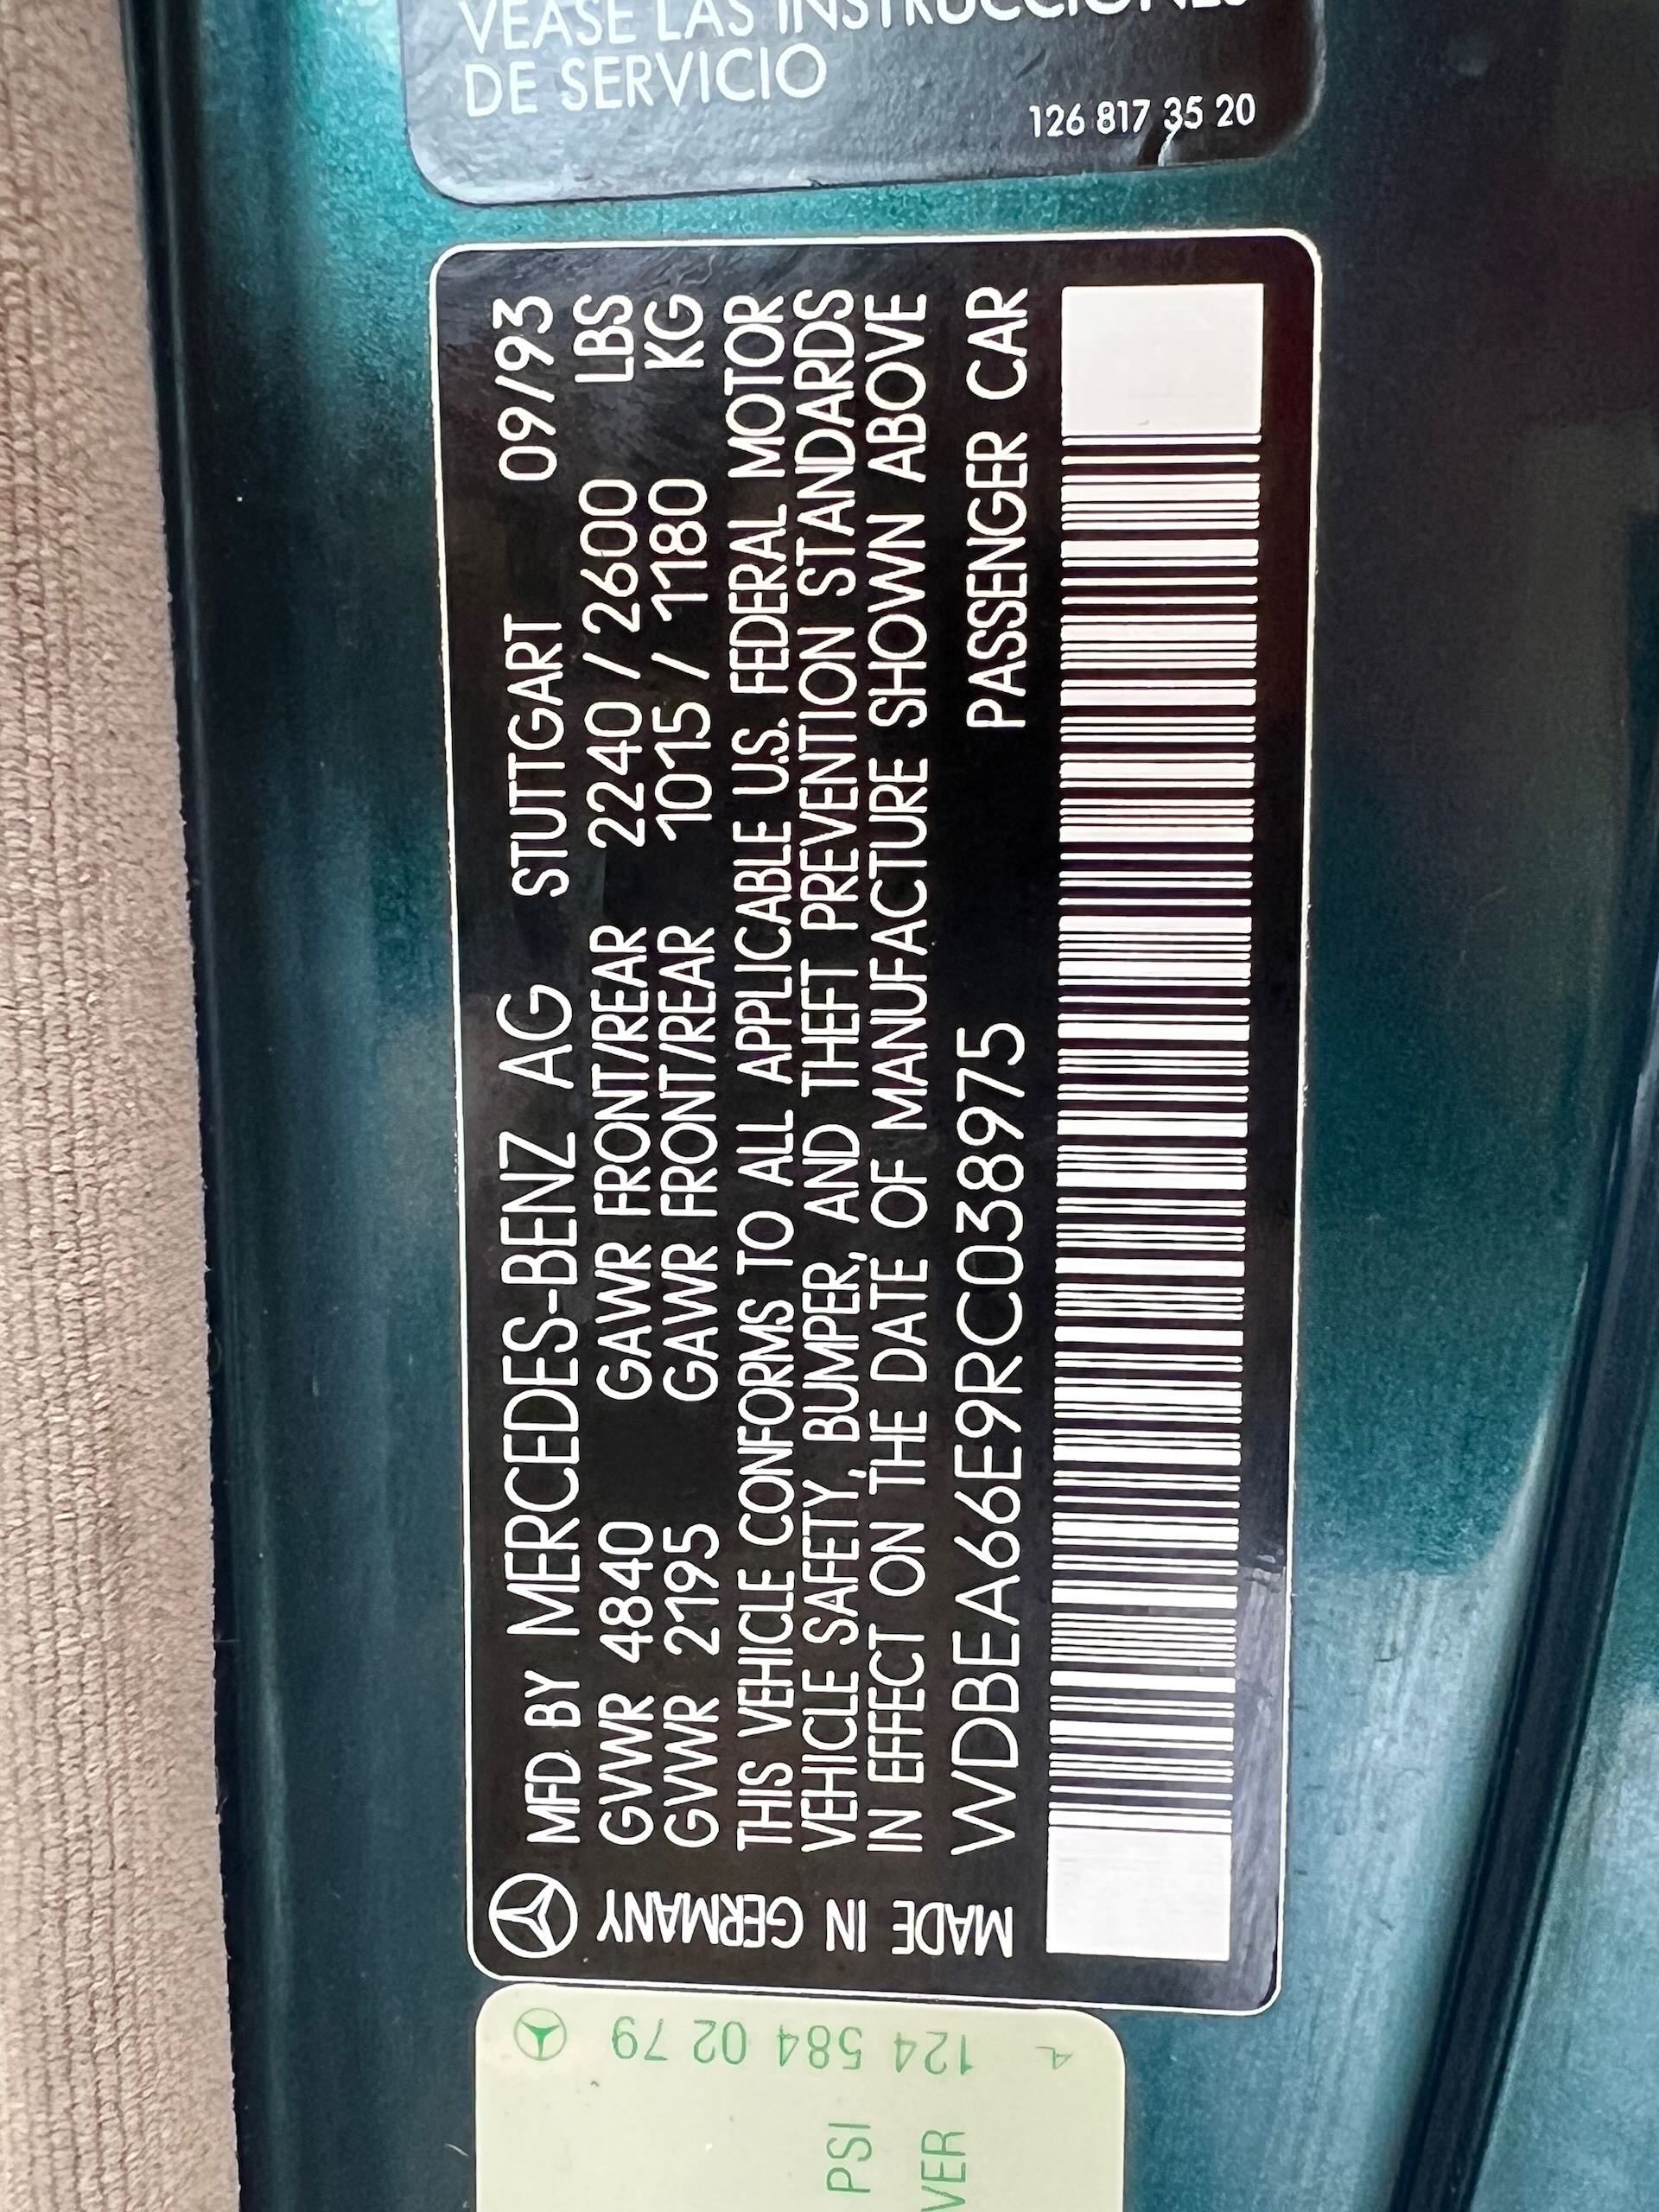 VEASE LAS INSTRUCCIONES
DE SERVICIO
126 817 35 20
MFD BY MERCEDES-BENZ AG STUTTGART 09/93
GVWR 4840 GAWR FRONT/REAR 2240 / 2600 LBS
GVWR 2195 GAWR FRONT/REAR 1015 / 1180 KG
THIS VEHICLE CONFORMS TO ALL APPLICABLE U.S. FEDERAL MOTOR
VEHICLE SAFETY, BUMPER, AND THEFT PREVENTION STANDARDS
IN EFFECT ON THE DATE OF MANUFACTURE SHOWN ABOVE
WDBEA66E9RC038975 PASSENGER CAR
MADE IN GERMANY
124 584 02 79
PSI